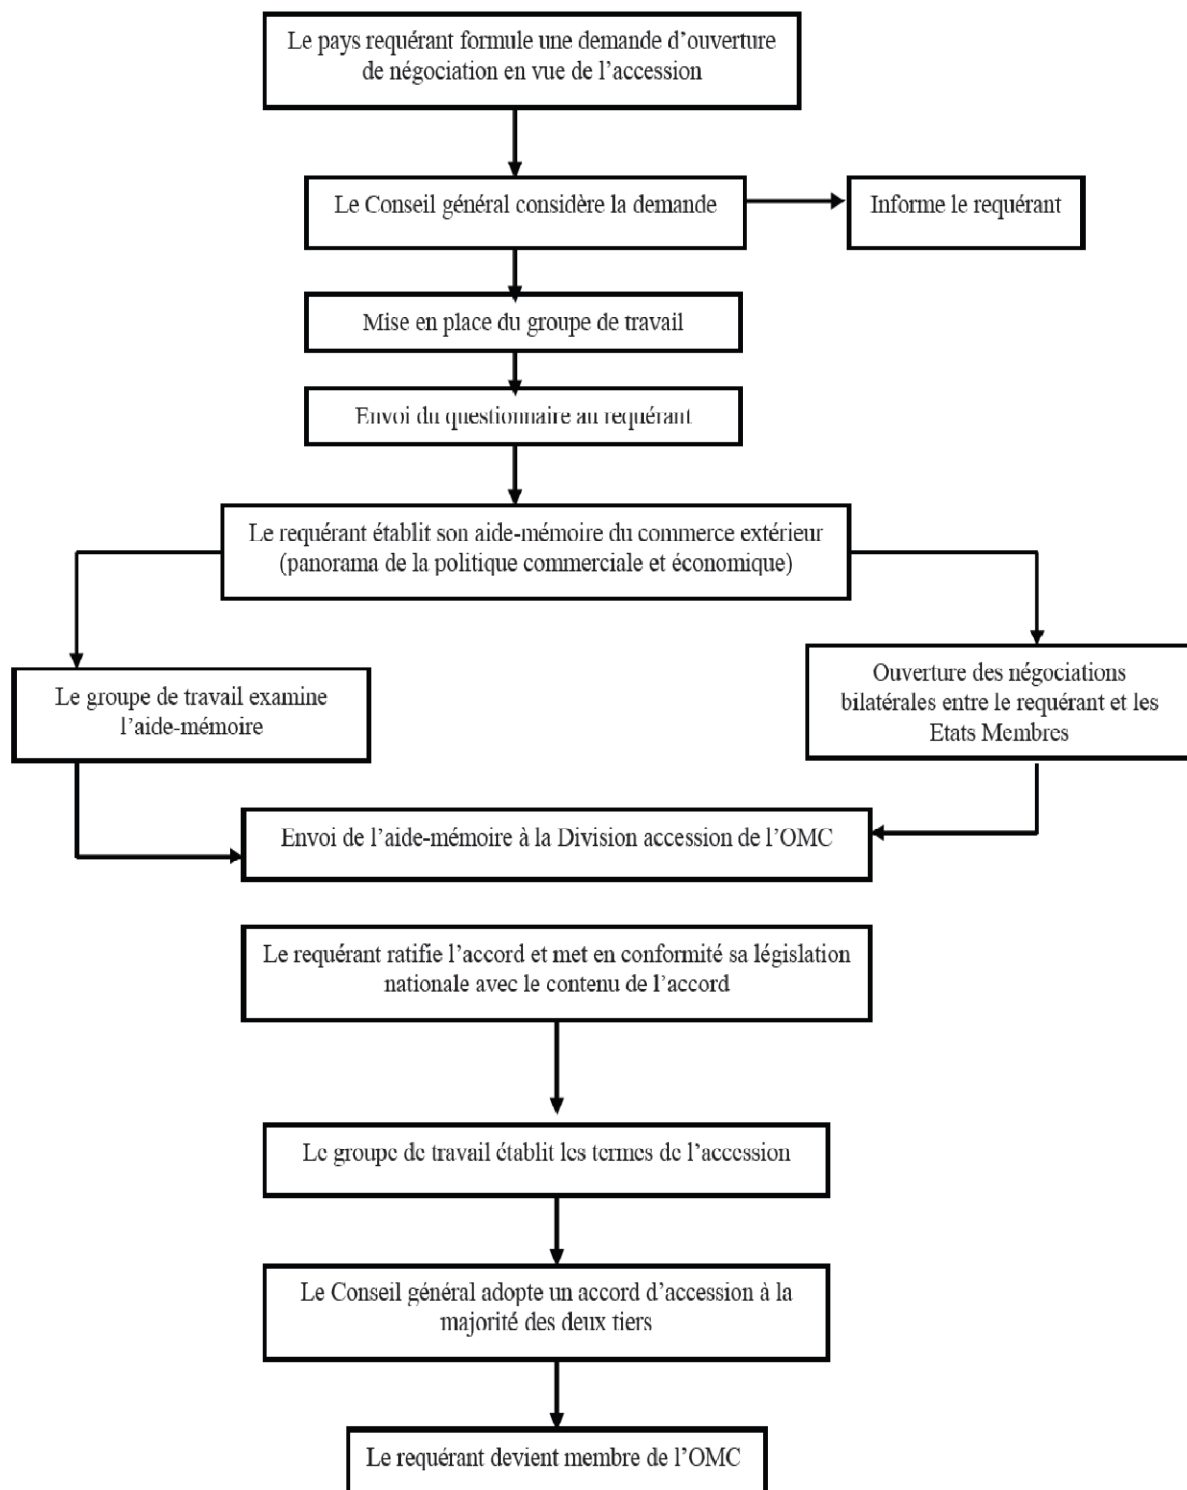 Le pays requérant formule une demande d’ouverture
de négociation en vue de l’accession
Le Conseil général considère la demande
Informe le requérant
Mise en place du groupe de travail
Envoi du questionnaire au requérant
Le requérant établit son aide-mémoire du commerce extérieur
(panorama de la politique commerciale et économique)
Le groupe de travail examine
l’aide-mémoire
Ouverture des négociations
bilatérales entre le requérant et les
Etats Membres
Envoi de l’aide-mémoire à la Division accession de l’OMC
Le requérant ratifie l’accord et met en conformité sa législation
nationale avec le contenu de l’accord
Le groupe de travail établit les termes de l’accession
Le Conseil général adopte un accord d’accession à la
majorité des deux tiers
Le requérant devient membre de l’OMC